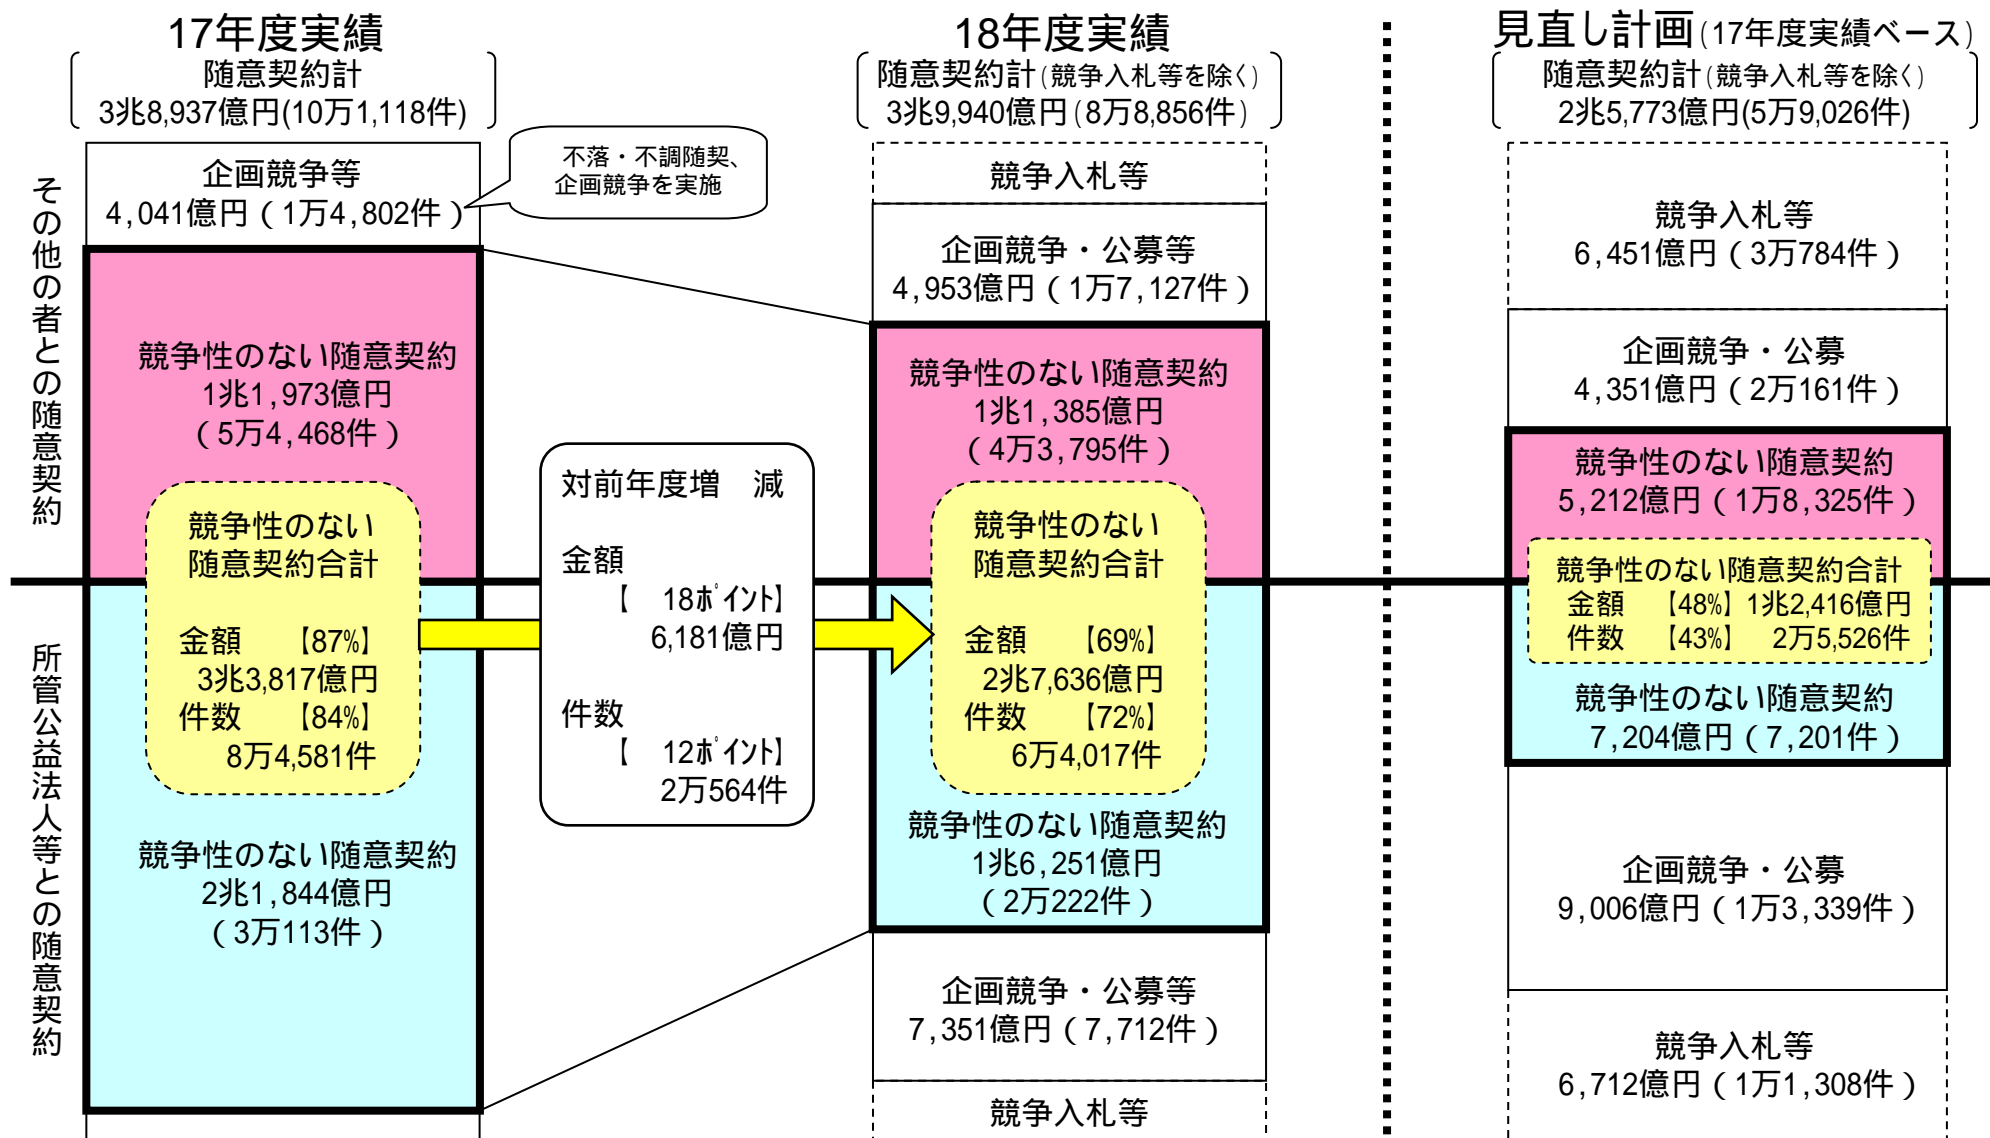 17年度実績
随意契約計
3兆8,937億円(10万1,118件)
18年度実績
随意契約計(競争入札等を除く)
3兆9,940億円(8万8,856件)
見直し計画(17年度実績ベース)
随意契約計(競争入札等を除く)
2兆5,773億円(5万9,026件)
その他の者との随意契約
所管公益法人等との随意契約
企画競争等
4,041億円(1万4,802件)
不落・不調随契、
企画競争を実施
競争性のない随意契約
1兆1,973億円
(5万4,468件)
競争性のない
随意契約合計
金額 【87%】
3兆3,817億円
件数 【84%】
8万4,581件
競争性のない随意契約
2兆1,844億円
(3万113件)
対前年度増 減
金額
【 18ポイント】
6,181億円
件数
【 12ポイント】
2万564件
競争入札等
企画競争・公募等
4,953億円(1万7,127件)
競争性のない随意契約
1兆1,385億円
(4万3,795件)
競争性のない
随意契約合計
金額 【69%】
2兆7,636億円
件数 【72%】
6万4,017件
競争性のない随意契約
1兆6,251億円
(2万222件)
企画競争・公募等
7,351億円(7,712件)
競争入札等
競争入札等
6,451億円(3万784件)
企画競争・公募
4,351億円(2万161件)
競争性のない随意契約
5,212億円(1万8,325件)
競争性のない随意契約合計
金額 【48%】1兆2,416億円
件数 【43%】 2万5,526件
競争性のない随意契約
7,204億円(7,201件)
企画競争・公募
9,006億円(1万3,339件)
競争入札等
6,712億円(1万1,308件)